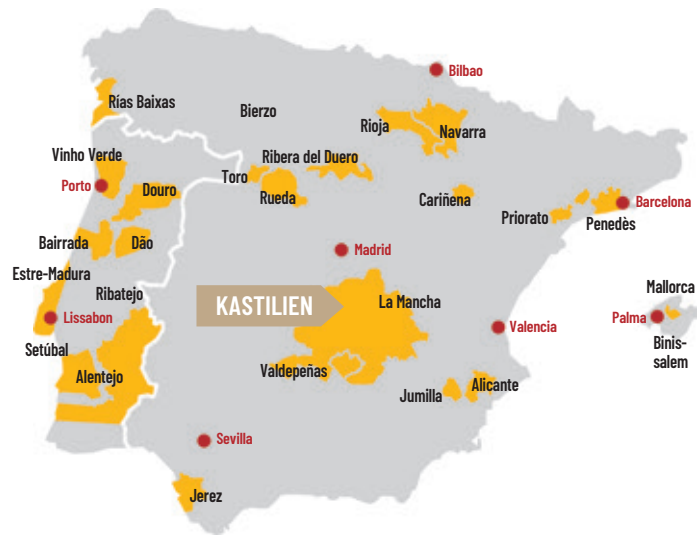 Bilbao
Rías Baixas
Bierzo
Rioja
Navarra
Vinho Verde
Ribera del Duero
Toro
Porto
Douro
Rueda
Cariñena
Barcelona
Priorato
Penedès
Bairrada
Dão
Madrid
Estre-Madura
Ribatejo
Mallorca
KASTILIEN
La Mancha
Lissabon
Palma
Valencia
Binis-
salem
Setúbal
Alentejo
Valdepeñas
Jumilla
Alicante
Sevilla
Jerez